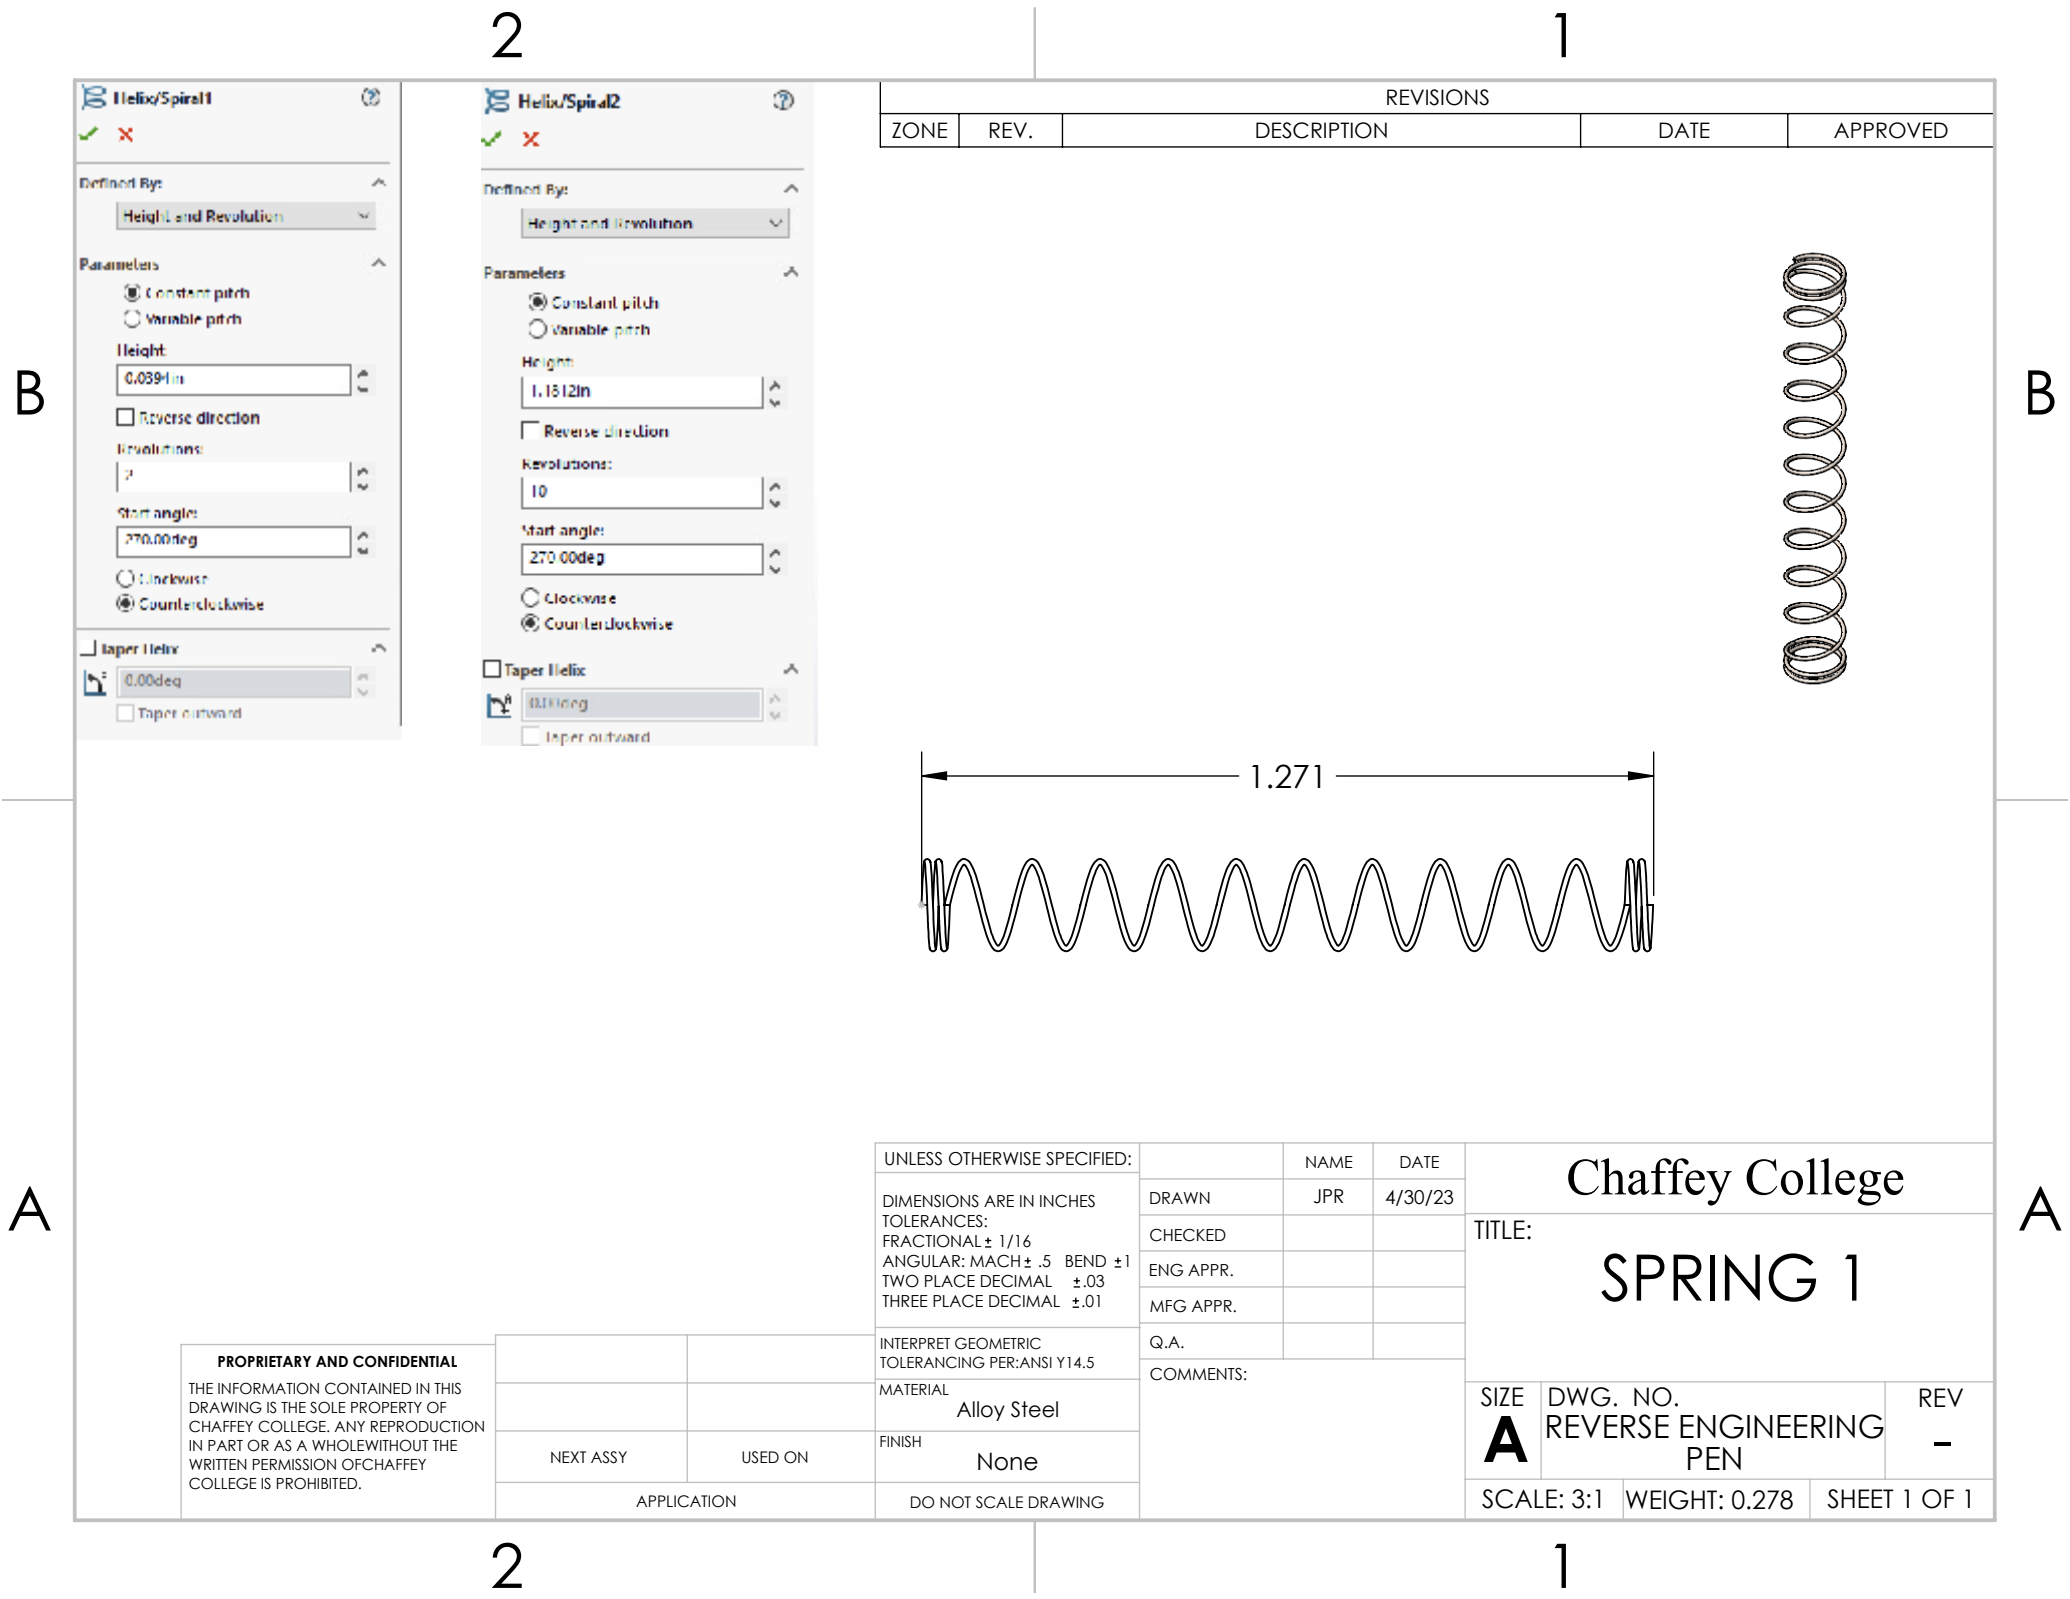 2
1
Helix/Spiral1
Defined By:
Height and Revolution
Parameters
Constant pitch
Variable pitch
Height:
0.0394in
Reverse direction
Revolutions:
2
Start angle:
270.00deg
Clockwise
Counterclockwise
Taper Helix
0.00deg
Taper outward
Helix/Spiral2
Defined By:
Height and Revolution
Parameters
Constant pitch
Variable pitch
Height:
1.1812in
Reverse direction
Revolutions:
10
Start angle:
270.00deg
Clockwise
Counterclockwise
Taper Helix
0.00deg
Taper outward
REVISIONS
ZONE REV. DESCRIPTION DATE APPROVED
B
B
1.271
A
A
UNLESS OTHERWISE SPECIFIED:
DIMENSIONS ARE IN INCHES
TOLERANCES:
FRACTIONAL ± 1/16
ANGULAR: MACH ± .5 BEND ±1
TWO PLACE DECIMAL ±.03
THREE PLACE DECIMAL ±.01
INTERPRET GEOMETRIC
TOLERANCING PER:ANSI Y14.5
MATERIAL
Alloy Steel
FINISH
None
DO NOT SCALE DRAWING
NAME DATE
DRAWN JPR 4/30/23
CHECKED
ENG APPR.
MFG APPR.
Q.A.
COMMENTS:
Chaffey College
TITLE:
SPRING 1
SIZE DWG. NO. REV
A REVERSE ENGINEERING PEN -
SCALE: 3:1 WEIGHT: 0.278 SHEET 1 OF 1
PROPRIETARY AND CONFIDENTIAL
THE INFORMATION CONTAINED IN THIS
DRAWING IS THE SOLE PROPERTY OF
CHAFFEY COLLEGE. ANY REPRODUCTION
IN PART OR AS A WHOLEWITHOUT THE
WRITTEN PERMISSION OFCHAFFEY
COLLEGE IS PROHIBITED.
NEXT ASSY USED ON
APPLICATION
2
1